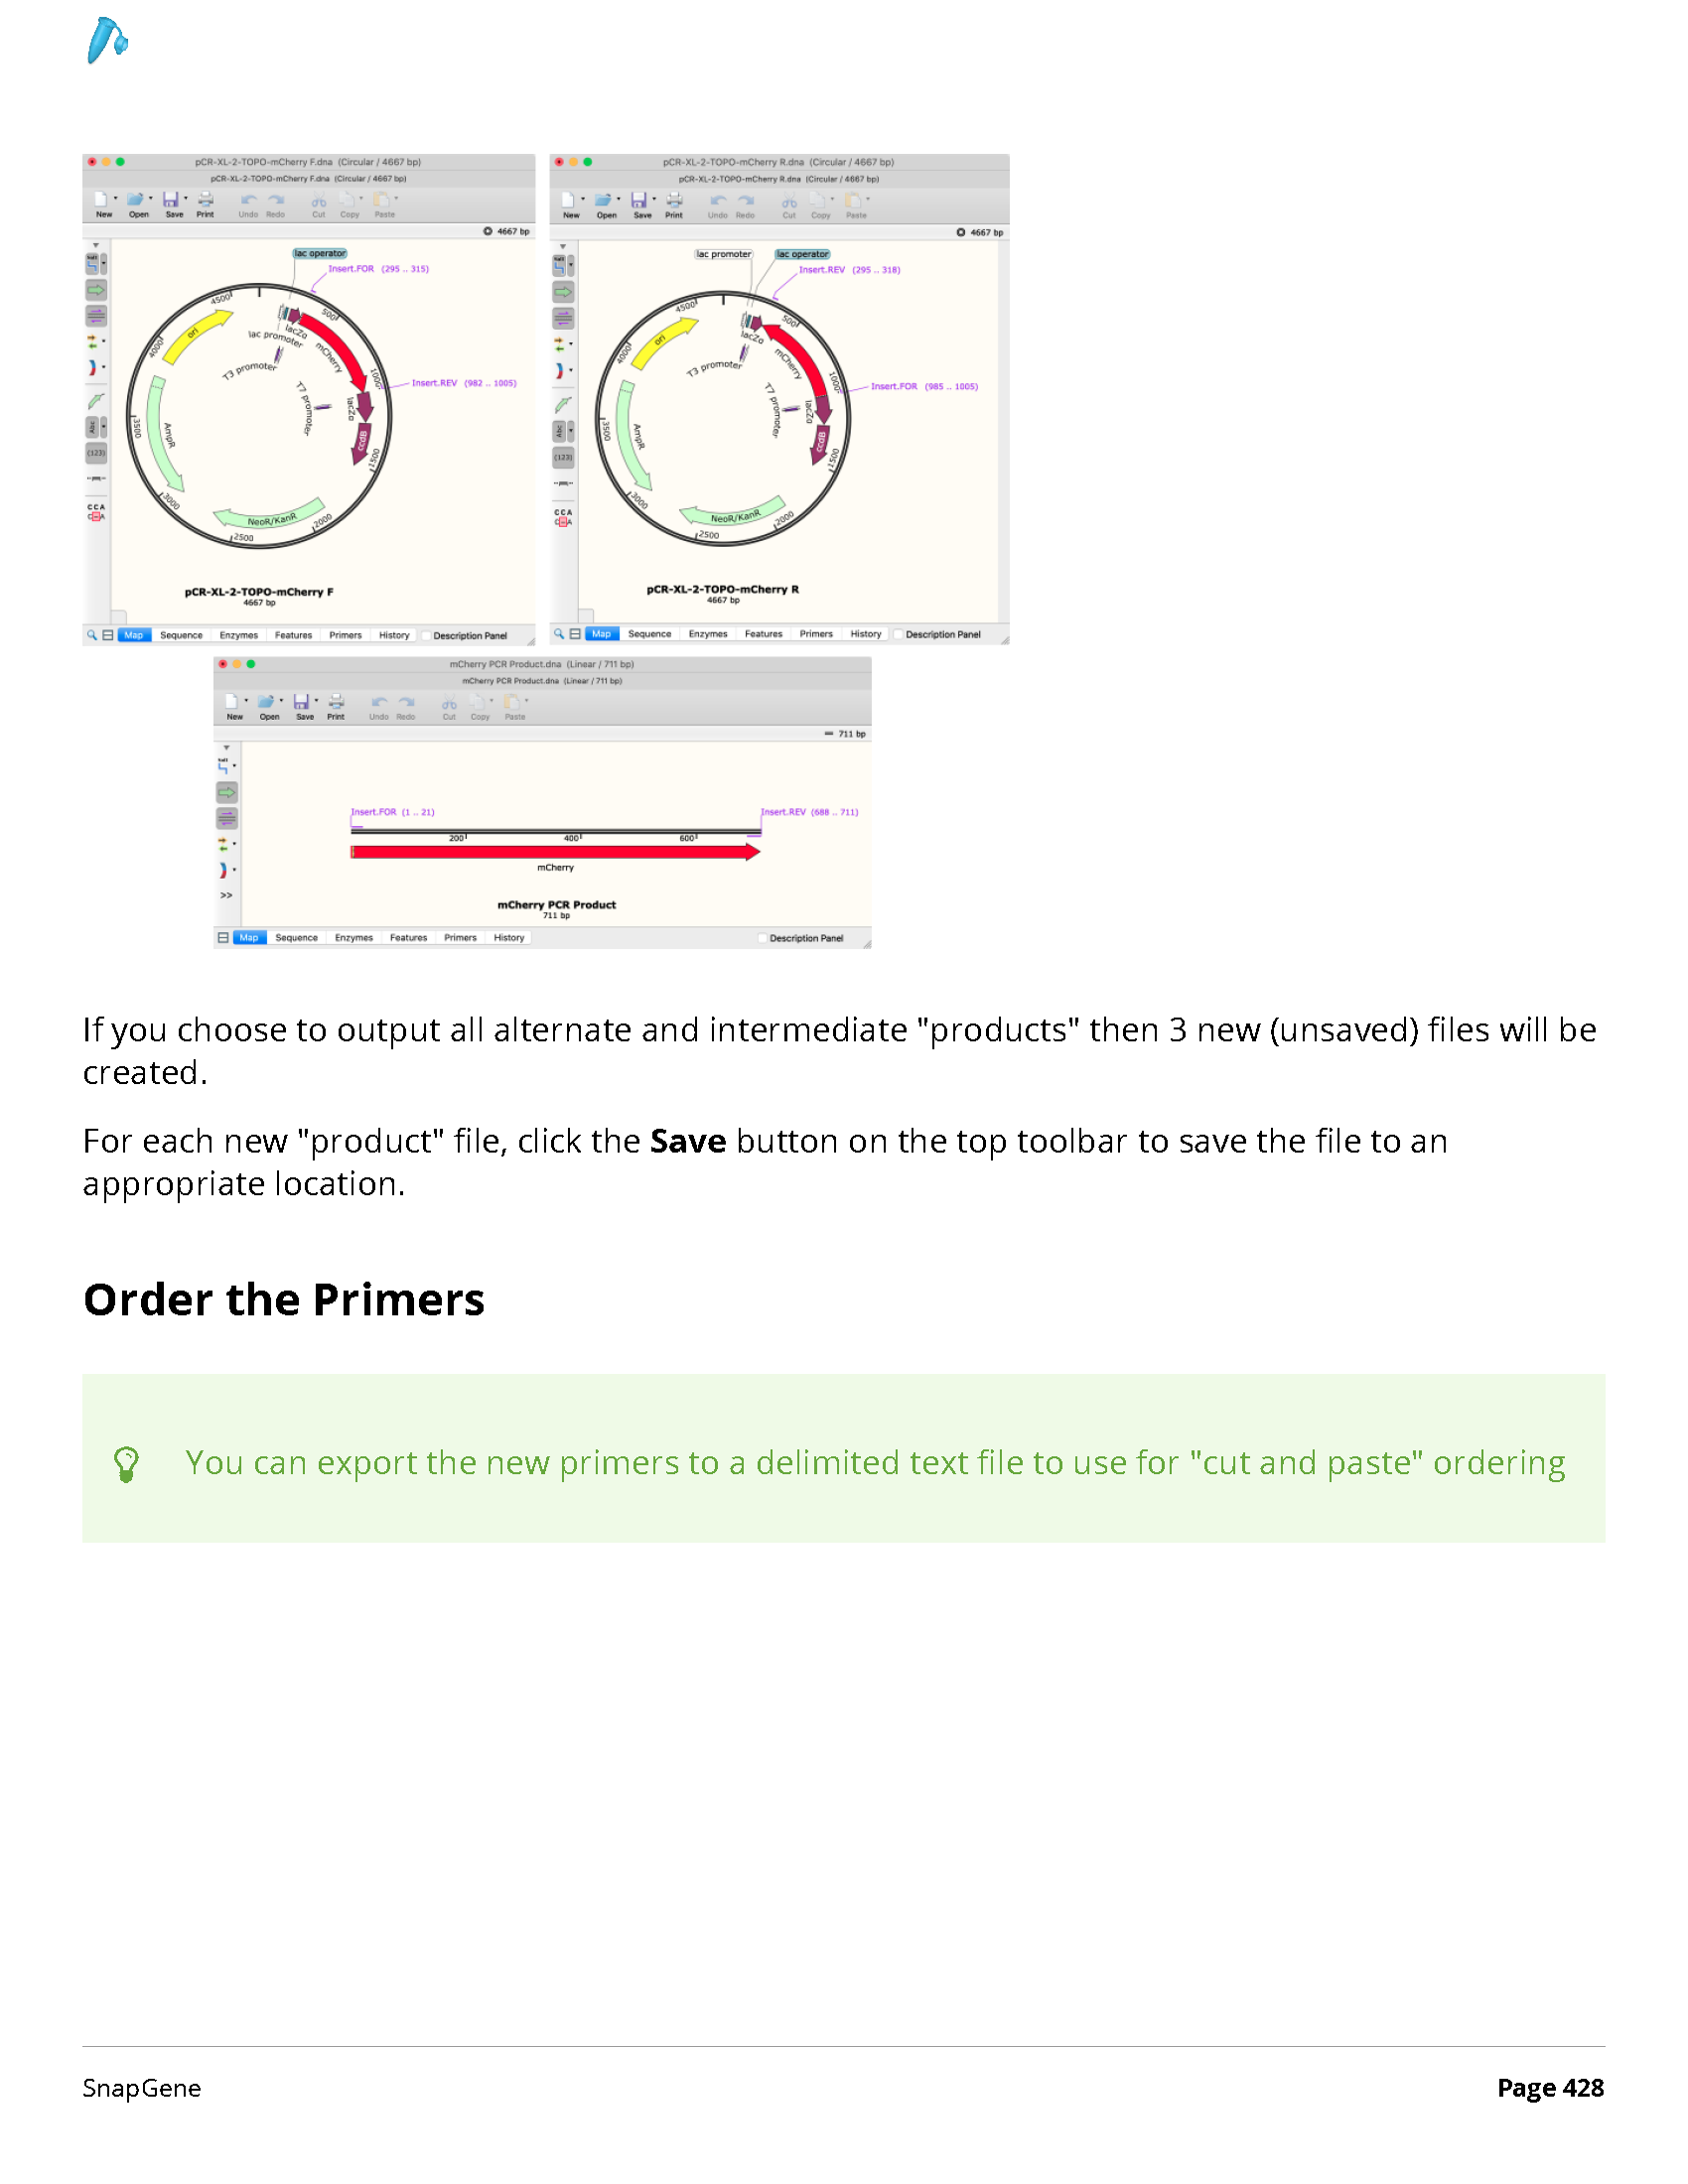 pCR-XL-2-TOPO-mCherry F.dna (Circular / 4667 bp)
pCR-XL-2-TOPO-mCherry F.dna (Circular / 4667 bp)
New Open Save Print Undo Redo Cut Copy Paste
4667 bp
lac operator
Insert.FOR (295 .. 315)
4500
500
ori
lacZα
lac promoter
mCherry
4000
T3 promoter
1000
Insert.REV (982 .. 1005)
T7 promoter
lacZα
3500
AmpR
ccdB
1500
3000
NeoR/KanR
2000
2500
pCR-XL-2-TOPO-mCherry F
4667 bp
Map Sequence Enzymes Features Primers History Description Panel
pCR-XL-2-TOPO-mCherry R.dna (Circular / 4667 bp)
pCR-XL-2-TOPO-mCherry R.dna (Circular / 4667 bp)
New Open Save Print Undo Redo Cut Copy Paste
4667 bp
lac promoter lac operator
Insert.REV (295 .. 318)
4500
500
ori
lacZα
mCherry
4000
T3 promoter
1000
Insert.FOR (985 .. 1005)
T7 promoter
lacZα
3500
AmpR
ccdB
1500
3000
NeoR/KanR
2000
2500
pCR-XL-2-TOPO-mCherry R
4667 bp
Map Sequence Enzymes Features Primers History Description Panel
mCherry PCR Product.dna (Linear / 711 bp)
mCherry PCR Product.dna (Linear / 711 bp)
New Open Save Print Undo Redo Cut Copy Paste
711 bp
Insert.FOR (1 .. 21) Insert.REV (688 .. 711)
200 400 600
mCherry
>>
mCherry PCR Product
711 bp
Map Sequence Enzymes Features Primers History Description Panel
If you choose to output all alternate and intermediate "products" then 3 new (unsaved) files will be
created.
For each new "product" file, click the Save button on the top toolbar to save the file to an
appropriate location.
Order the Primers
You can export the new primers to a delimited text file to use for "cut and paste" ordering
SnapGene Page 428